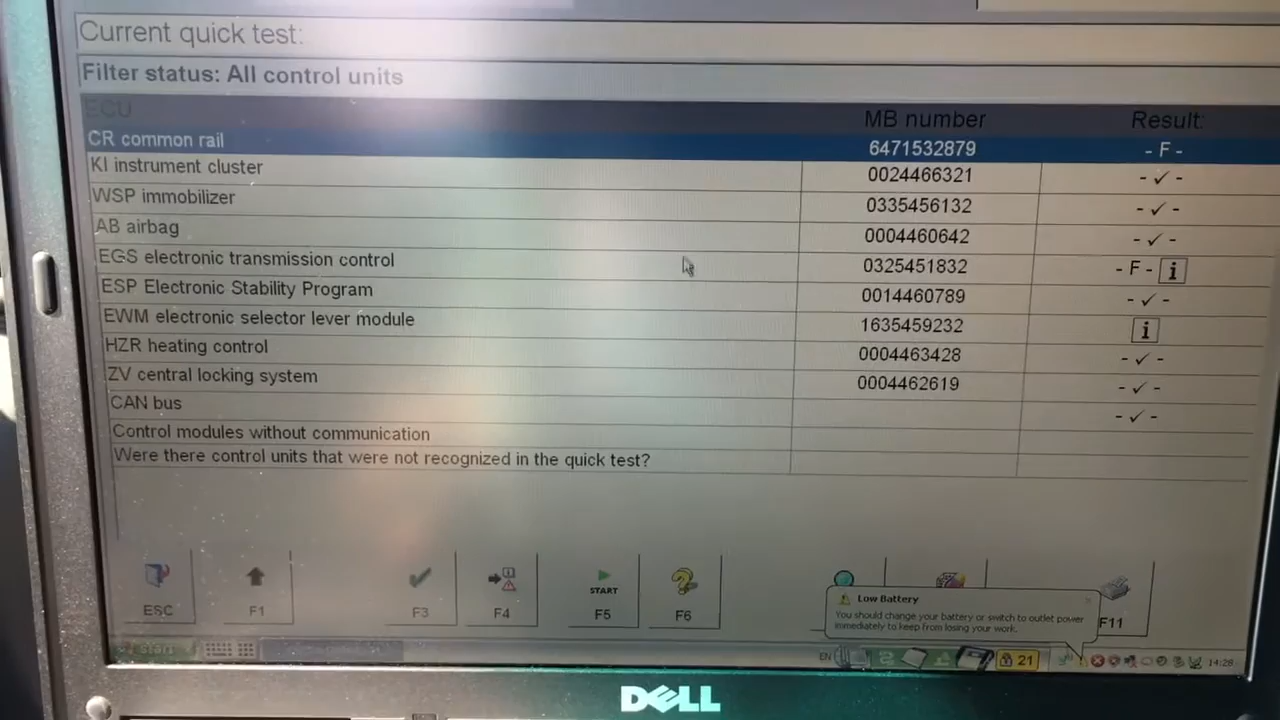 Current quick test:
Filter status: All control units
ECU MB number Result:
CR common rail 6471532879 - F -
KI instrument cluster 0024466321 - ✓ -
WSP immobilizer 0335456132 - ✓ -
AB airbag 0004460642 - ✓ -
EGS electronic transmission control 0325451832 - F - i
ESP Electronic Stability Program 0014460789 - ✓ -
EWM electronic selector lever module 1635459232 i
HZR heating control 0004463428 - ✓ -
ZV central locking system 0004462619 - ✓ -
CAN bus - ✓ -
Control modules without communication
Were there control units that were not recognized in the quick test?
START
ESC F1 F3 F4 F5 F6 F11
Low Battery
You should change your battery or switch to outlet power
immediately to keep from losing your work.
start EN 21 14:28
DELL